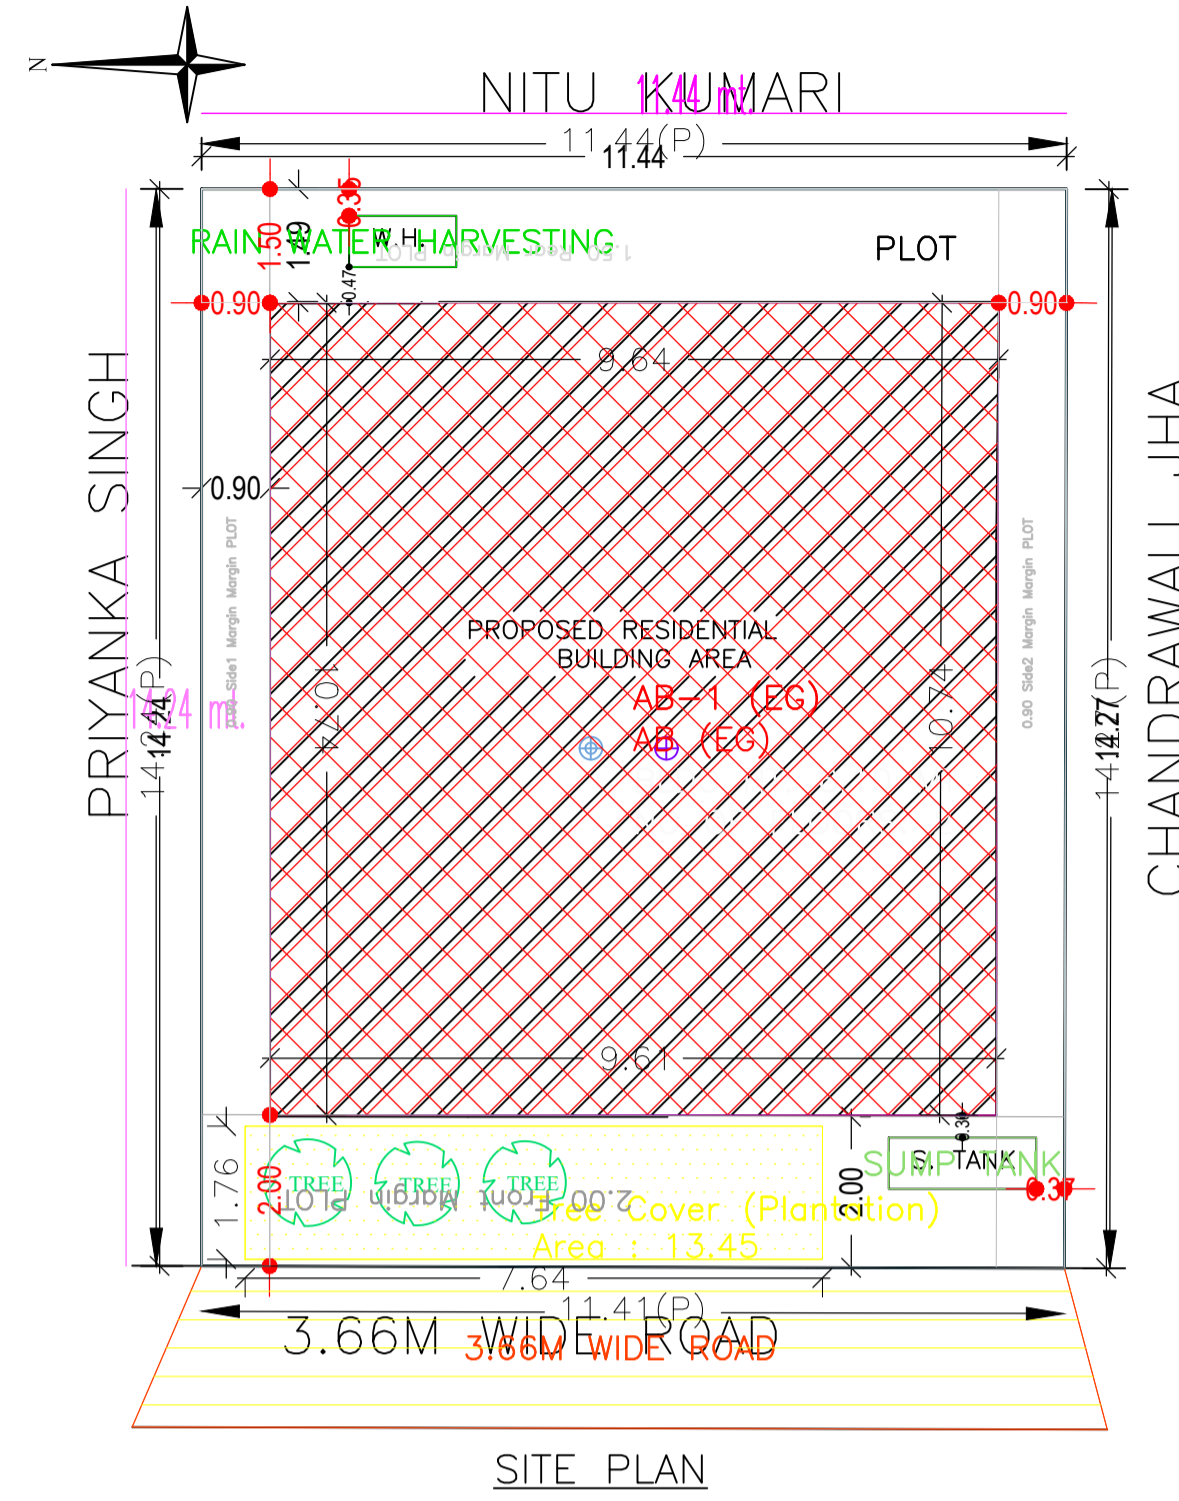 N
NITU KUMARI
11.44 mt.
11.44(P)
11.44
0.35
1.50
1.49
W.H.
RAIN WATER HARVESTING
1.50 Rear Margin PLOT
PLOT
0.47
0.90
0.90
9.64
PRIYANKA SINGH
CHANDRAWALI JHA
0.90
Side1 Margin Margin PLOT
0.90 Side2 Margin Margin PLOT
PROPOSED RESIDENTIAL
BUILDING AREA
AB-1 (EG)
AB (EG)
10.74
10.74
14.24(P)
14.24 mt.
14.24
14.27(P)
14.27
9.61
0.30
1.76
2.00
TREE
TREE
TREE
2.00 Front Margin PLOT
2.00
S. TANK
SUMP TANK
0.37
Tree Cover (Plantation)
Area : 13.45
7.64
11.41(P)
3.66M WIDE ROAD
3.66M WIDE ROAD
SITE PLAN